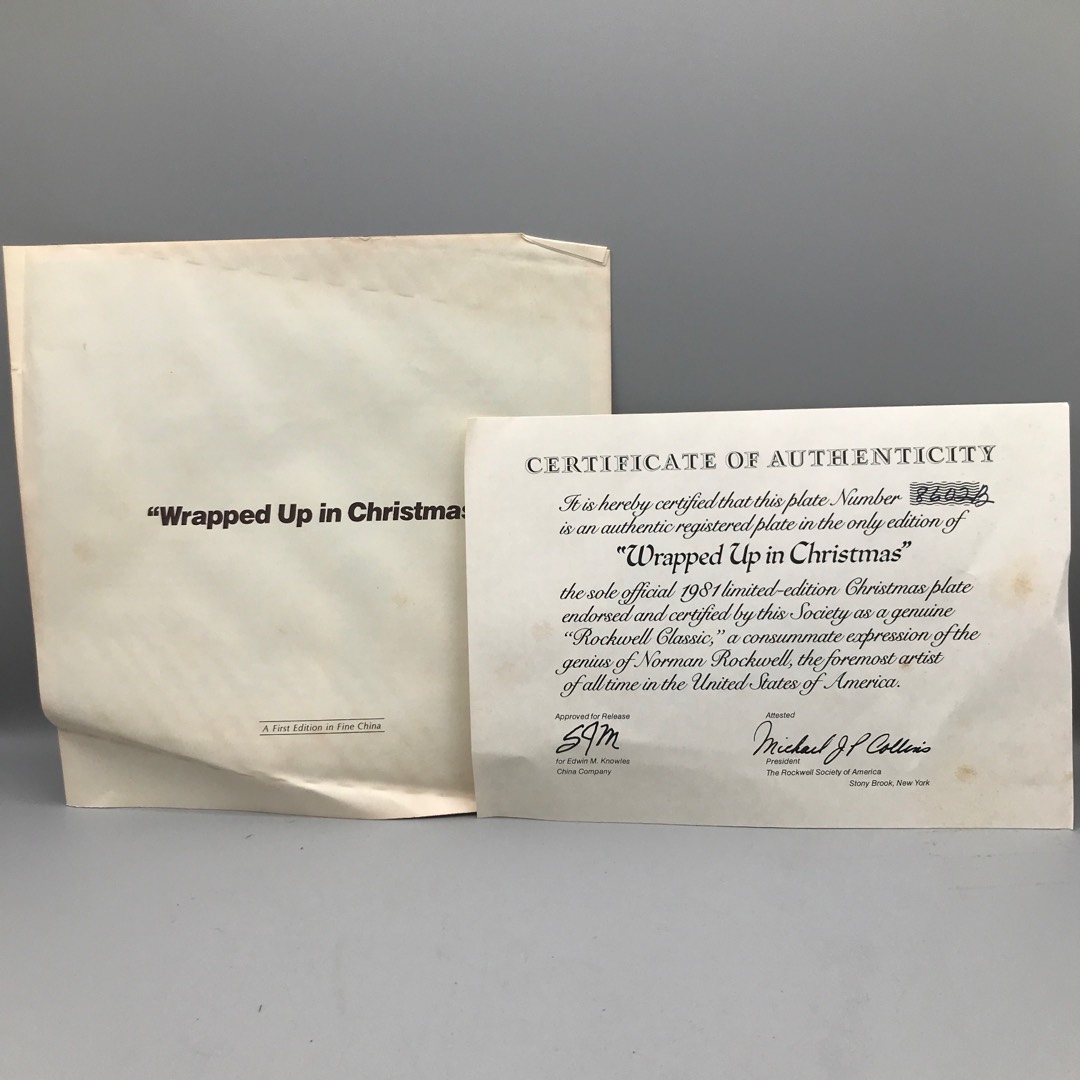 “Wrapped Up in Christmas
A First Edition in Fine China
CERTIFICATE OF AUTHENTICITY
It is hereby certified that this plate Number 8602B
is an authentic registered plate in the only edition of
“Wrapped Up in Christmas”
the sole official 1981 limited-edition Christmas plate
endorsed and certified by this Society as a genuine
“Rockwell Classic,” a consummate expression of the
genius of Norman Rockwell, the foremost artist
of all time in the United States of America.
Approved for Release
SJM
for Edwin M. Knowles
China Company
Attested
Michael J. P. Collins
President
The Rockwell Society of America
Stony Brook, New York